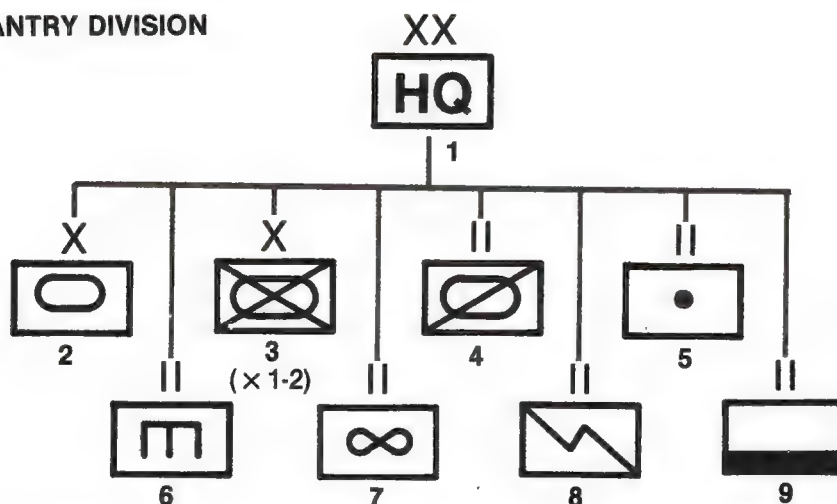 ANTRY DIVISION
XX
HQ
1
X X II II
2 3 4 5
(× 1-2)
II II II II
6 7 8 9